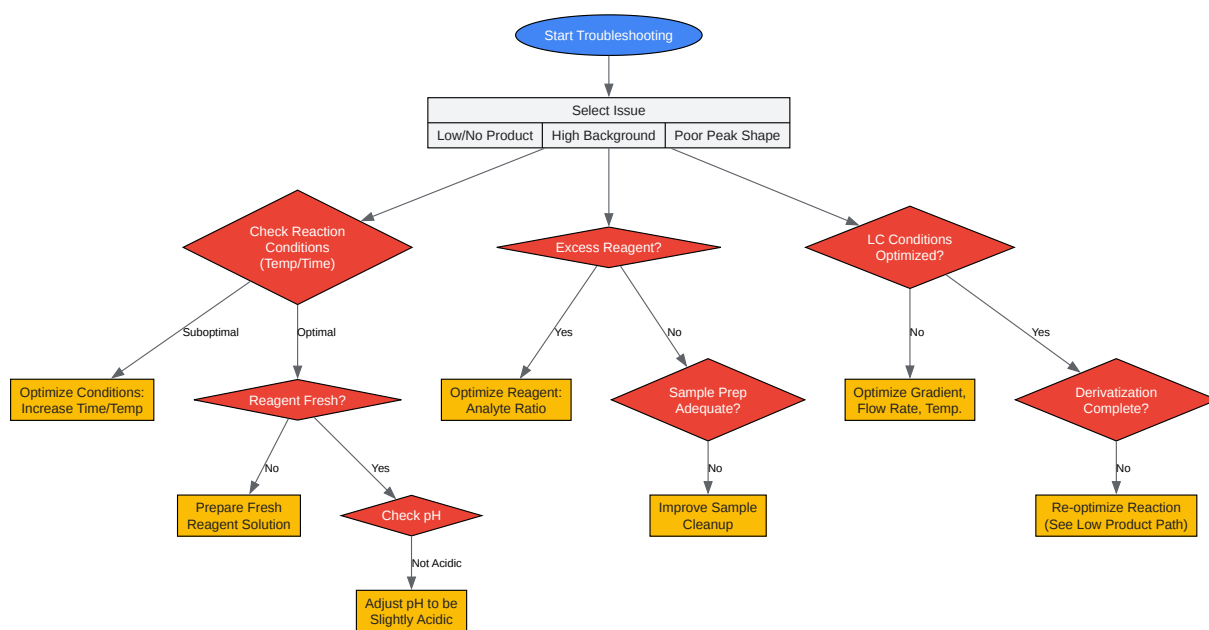 Start Troubleshooting
Select Issue
Low/No Product
High Background
Poor Peak Shape
Check Reaction
Conditions
(Temp/Time)
Excess Reagent?
LC Conditions
Optimized?
Suboptimal
Optimal
Yes
No
No
Yes
Optimize Conditions:
Increase Time/Temp
Reagent Fresh?
Optimize Reagent:
Analyte Ratio
Sample Prep
Adequate?
Optimize Gradient,
Flow Rate, Temp.
Derivatization
Complete?
No
Yes
No
No
Prepare Fresh
Reagent Solution
Check pH
Improve Sample
Cleanup
Re-optimize Reaction
(See Low Product Path)
Not Acidic
Adjust pH to be
Slightly Acidic